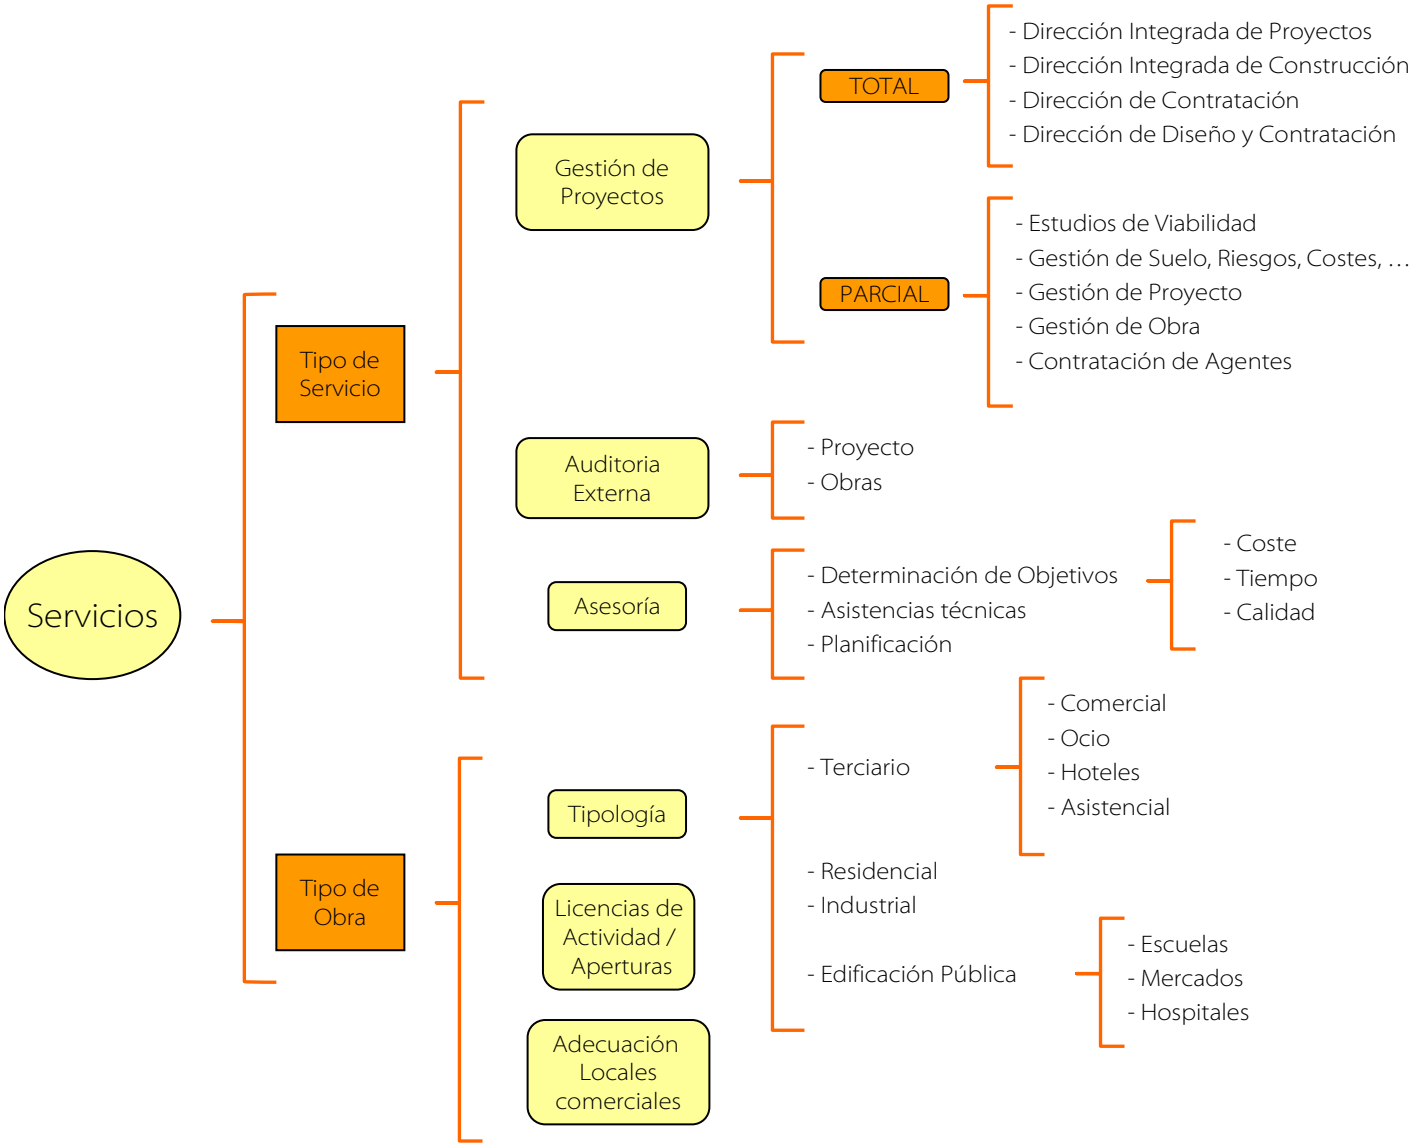 Servicios
Tipo de
Servicio
Gestión de
Proyectos
TOTAL
- Dirección Integrada de Proyectos
- Dirección Integrada de Construcción
- Dirección de Contratación
- Dirección de Diseño y Contratación
PARCIAL
- Estudios de Viabilidad
- Gestión de Suelo, Riesgos, Costes, …
- Gestión de Proyecto
- Gestión de Obra
- Contratación de Agentes
Auditoria
Externa
- Proyecto
- Obras
Asesoría
- Determinación de Objetivos
- Asistencias técnicas
- Planificación
- Coste
- Tiempo
- Calidad
Tipo de
Obra
Tipología
- Terciario
- Comercial
- Ocio
- Hoteles
- Asistencial
- Residencial
- Industrial
- Edificación Pública
- Escuelas
- Mercados
- Hospitales
Licencias de
Actividad /
Aperturas
Adecuación
Locales
comerciales